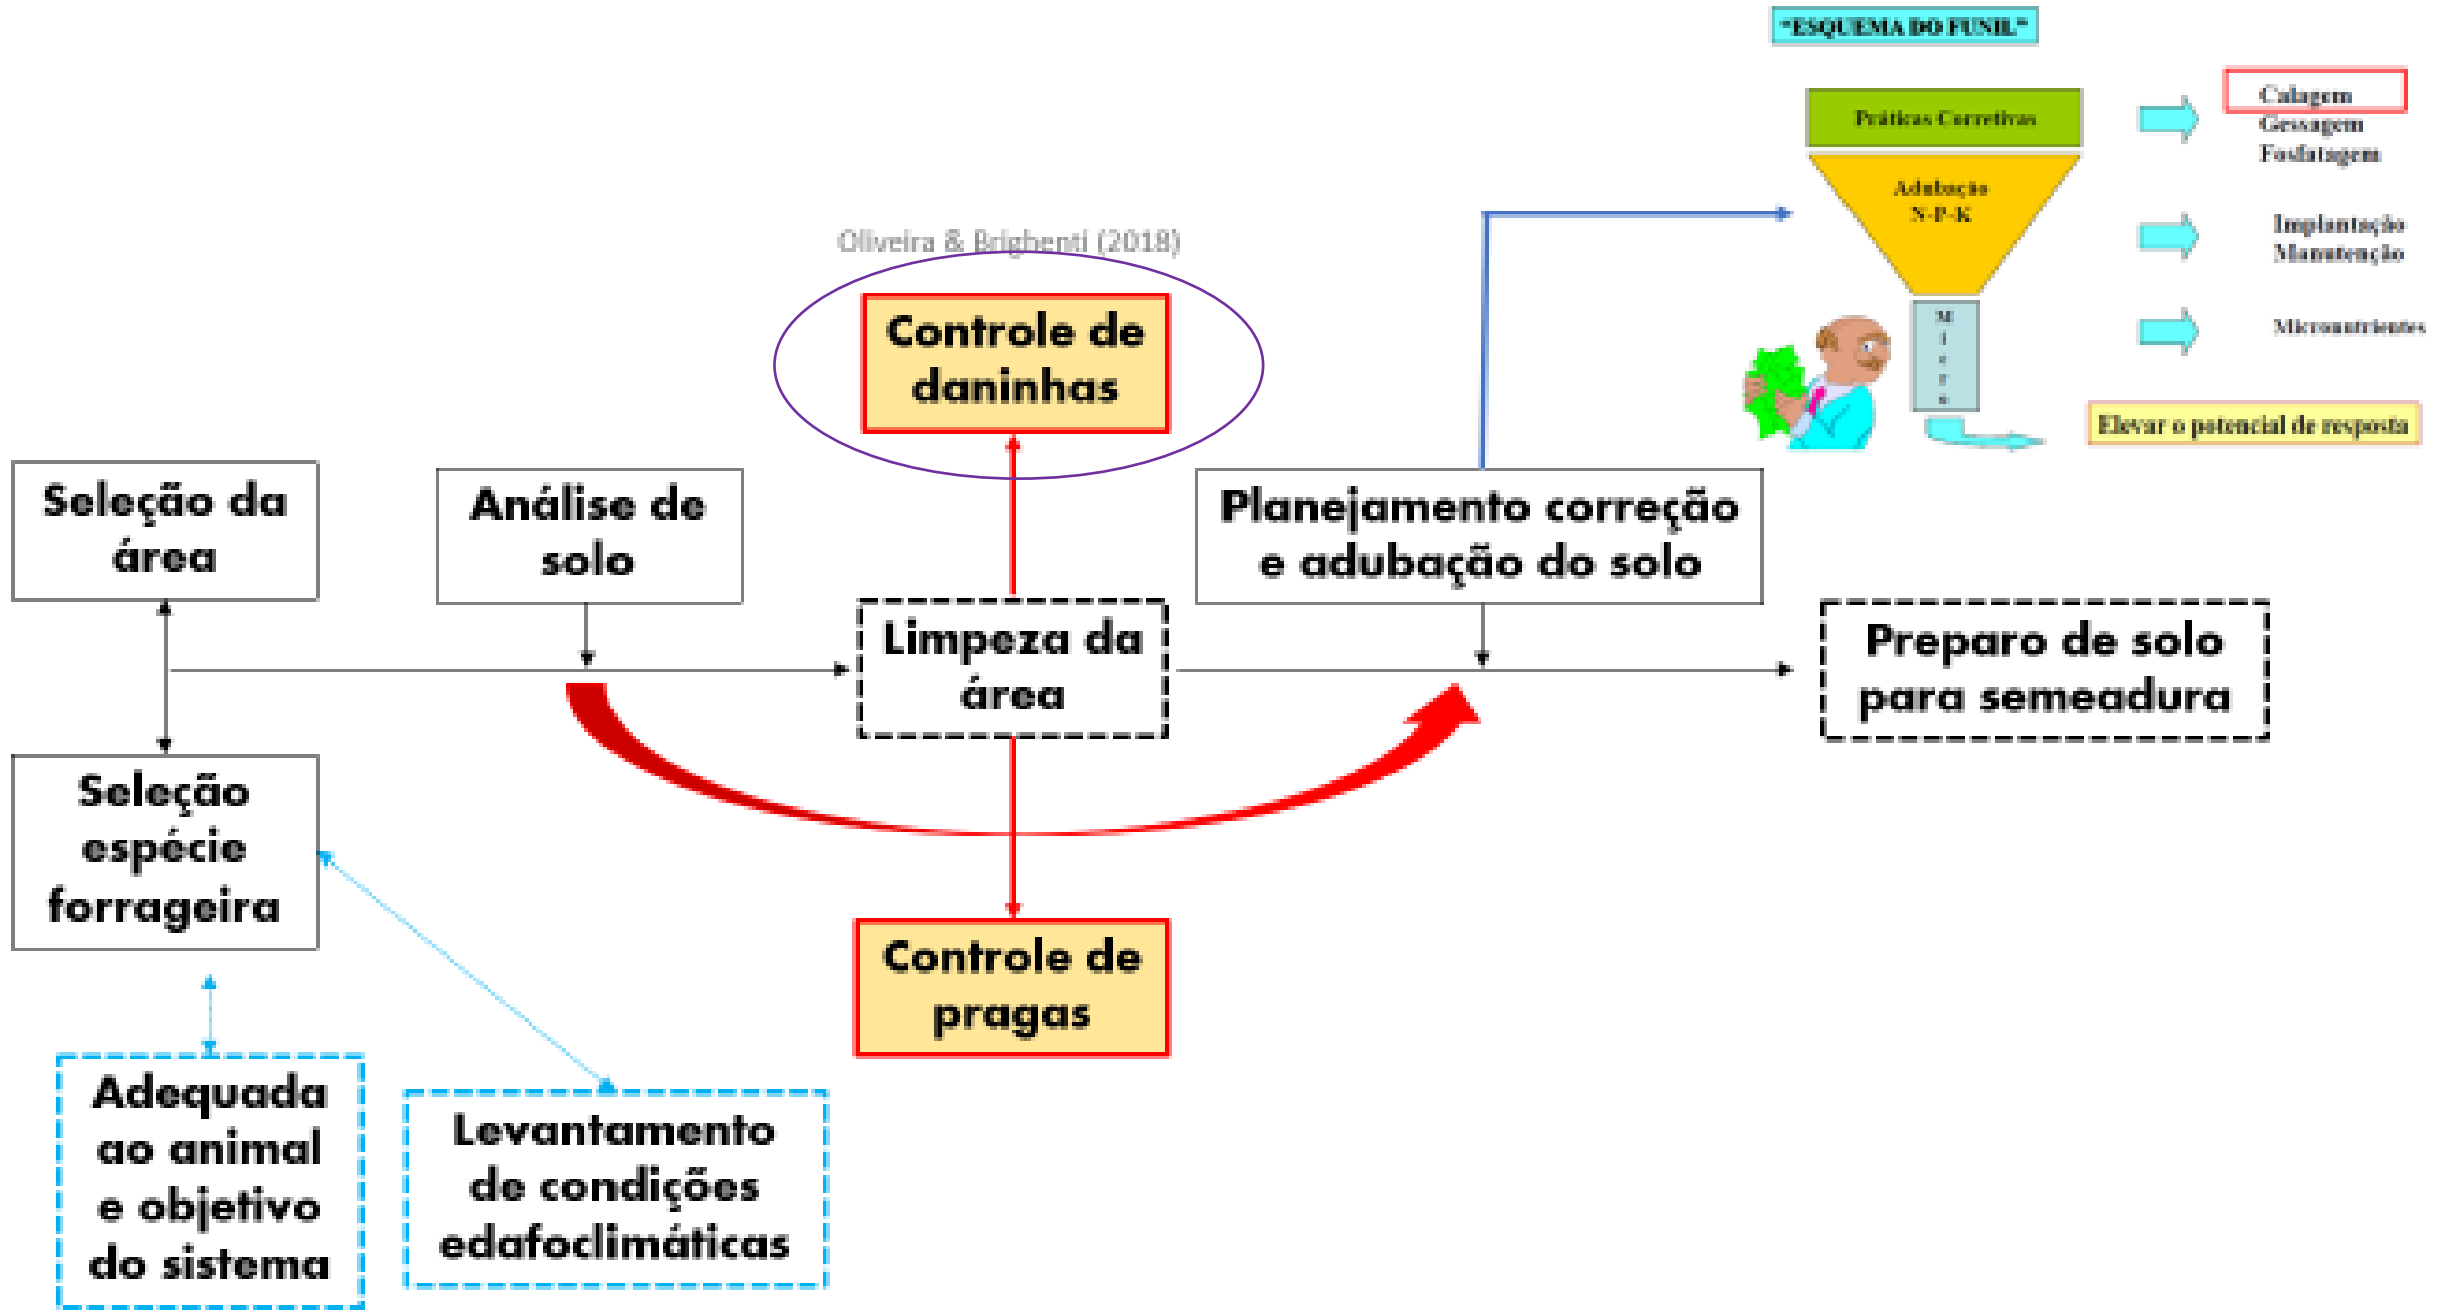 "ESQUEMA DO FUNIL"
Práticas Corretivas
Calagem
Gessagem
Fosfatagem
Adubação
N-P-K
Implantação
Manutenção
M
i
c
r
o
Micronutrientes
Elevar o potencial de resposta
Oliveira & Brighenti (2018)
Controle de
daninhas
Seleção da
área
Análise de
solo
Planejamento correção
e adubação do solo
Limpeza da
área
Preparo de solo
para semeadura
Seleção
espécie
forrageira
Controle de
pragas
Adequada
ao animal
e objetivo
do sistema
Levantamento
de condições
edafoclimáticas